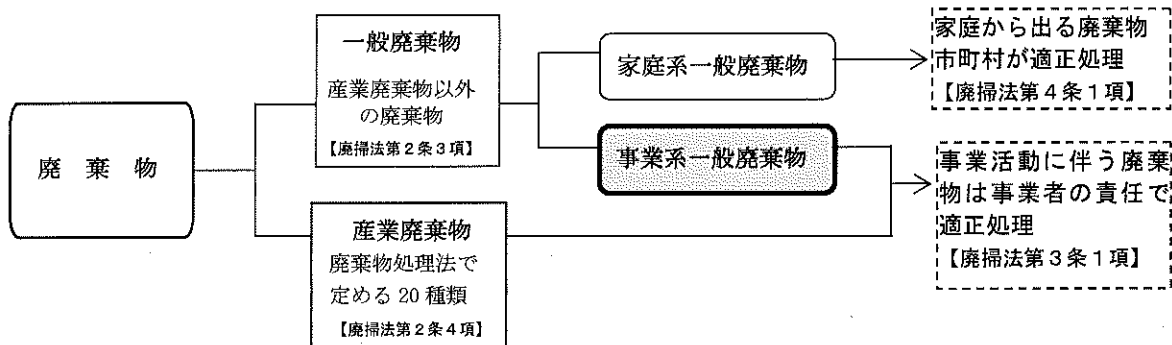 廃　棄　物
一般廃棄物
産業廃棄物以外
の廃棄物
【廃掃法第２条３項】
産業廃棄物
廃棄物処理法で
定める 20 種類
【廃掃法第２条４項】
家庭系一般廃棄物
事業系一般廃棄物
家庭から出る廃棄物
市町村が適正処理
【廃掃法第４条１項】
事業活動に伴う廃棄
物は事業者の責任で
適正処理
【廃掃法第３条１項】